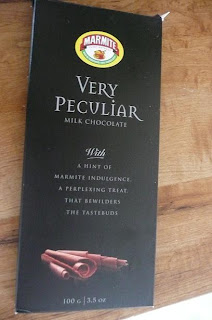 MARMITE
VERY
PECULIAR
MILK CHOCOLATE
With
A HINT OF
MARMITE INDULGENCE,
A PERPLEXING TREAT,
THAT BEWILDERS
THE TASTEBUDS
100 G | 3.5 OZ